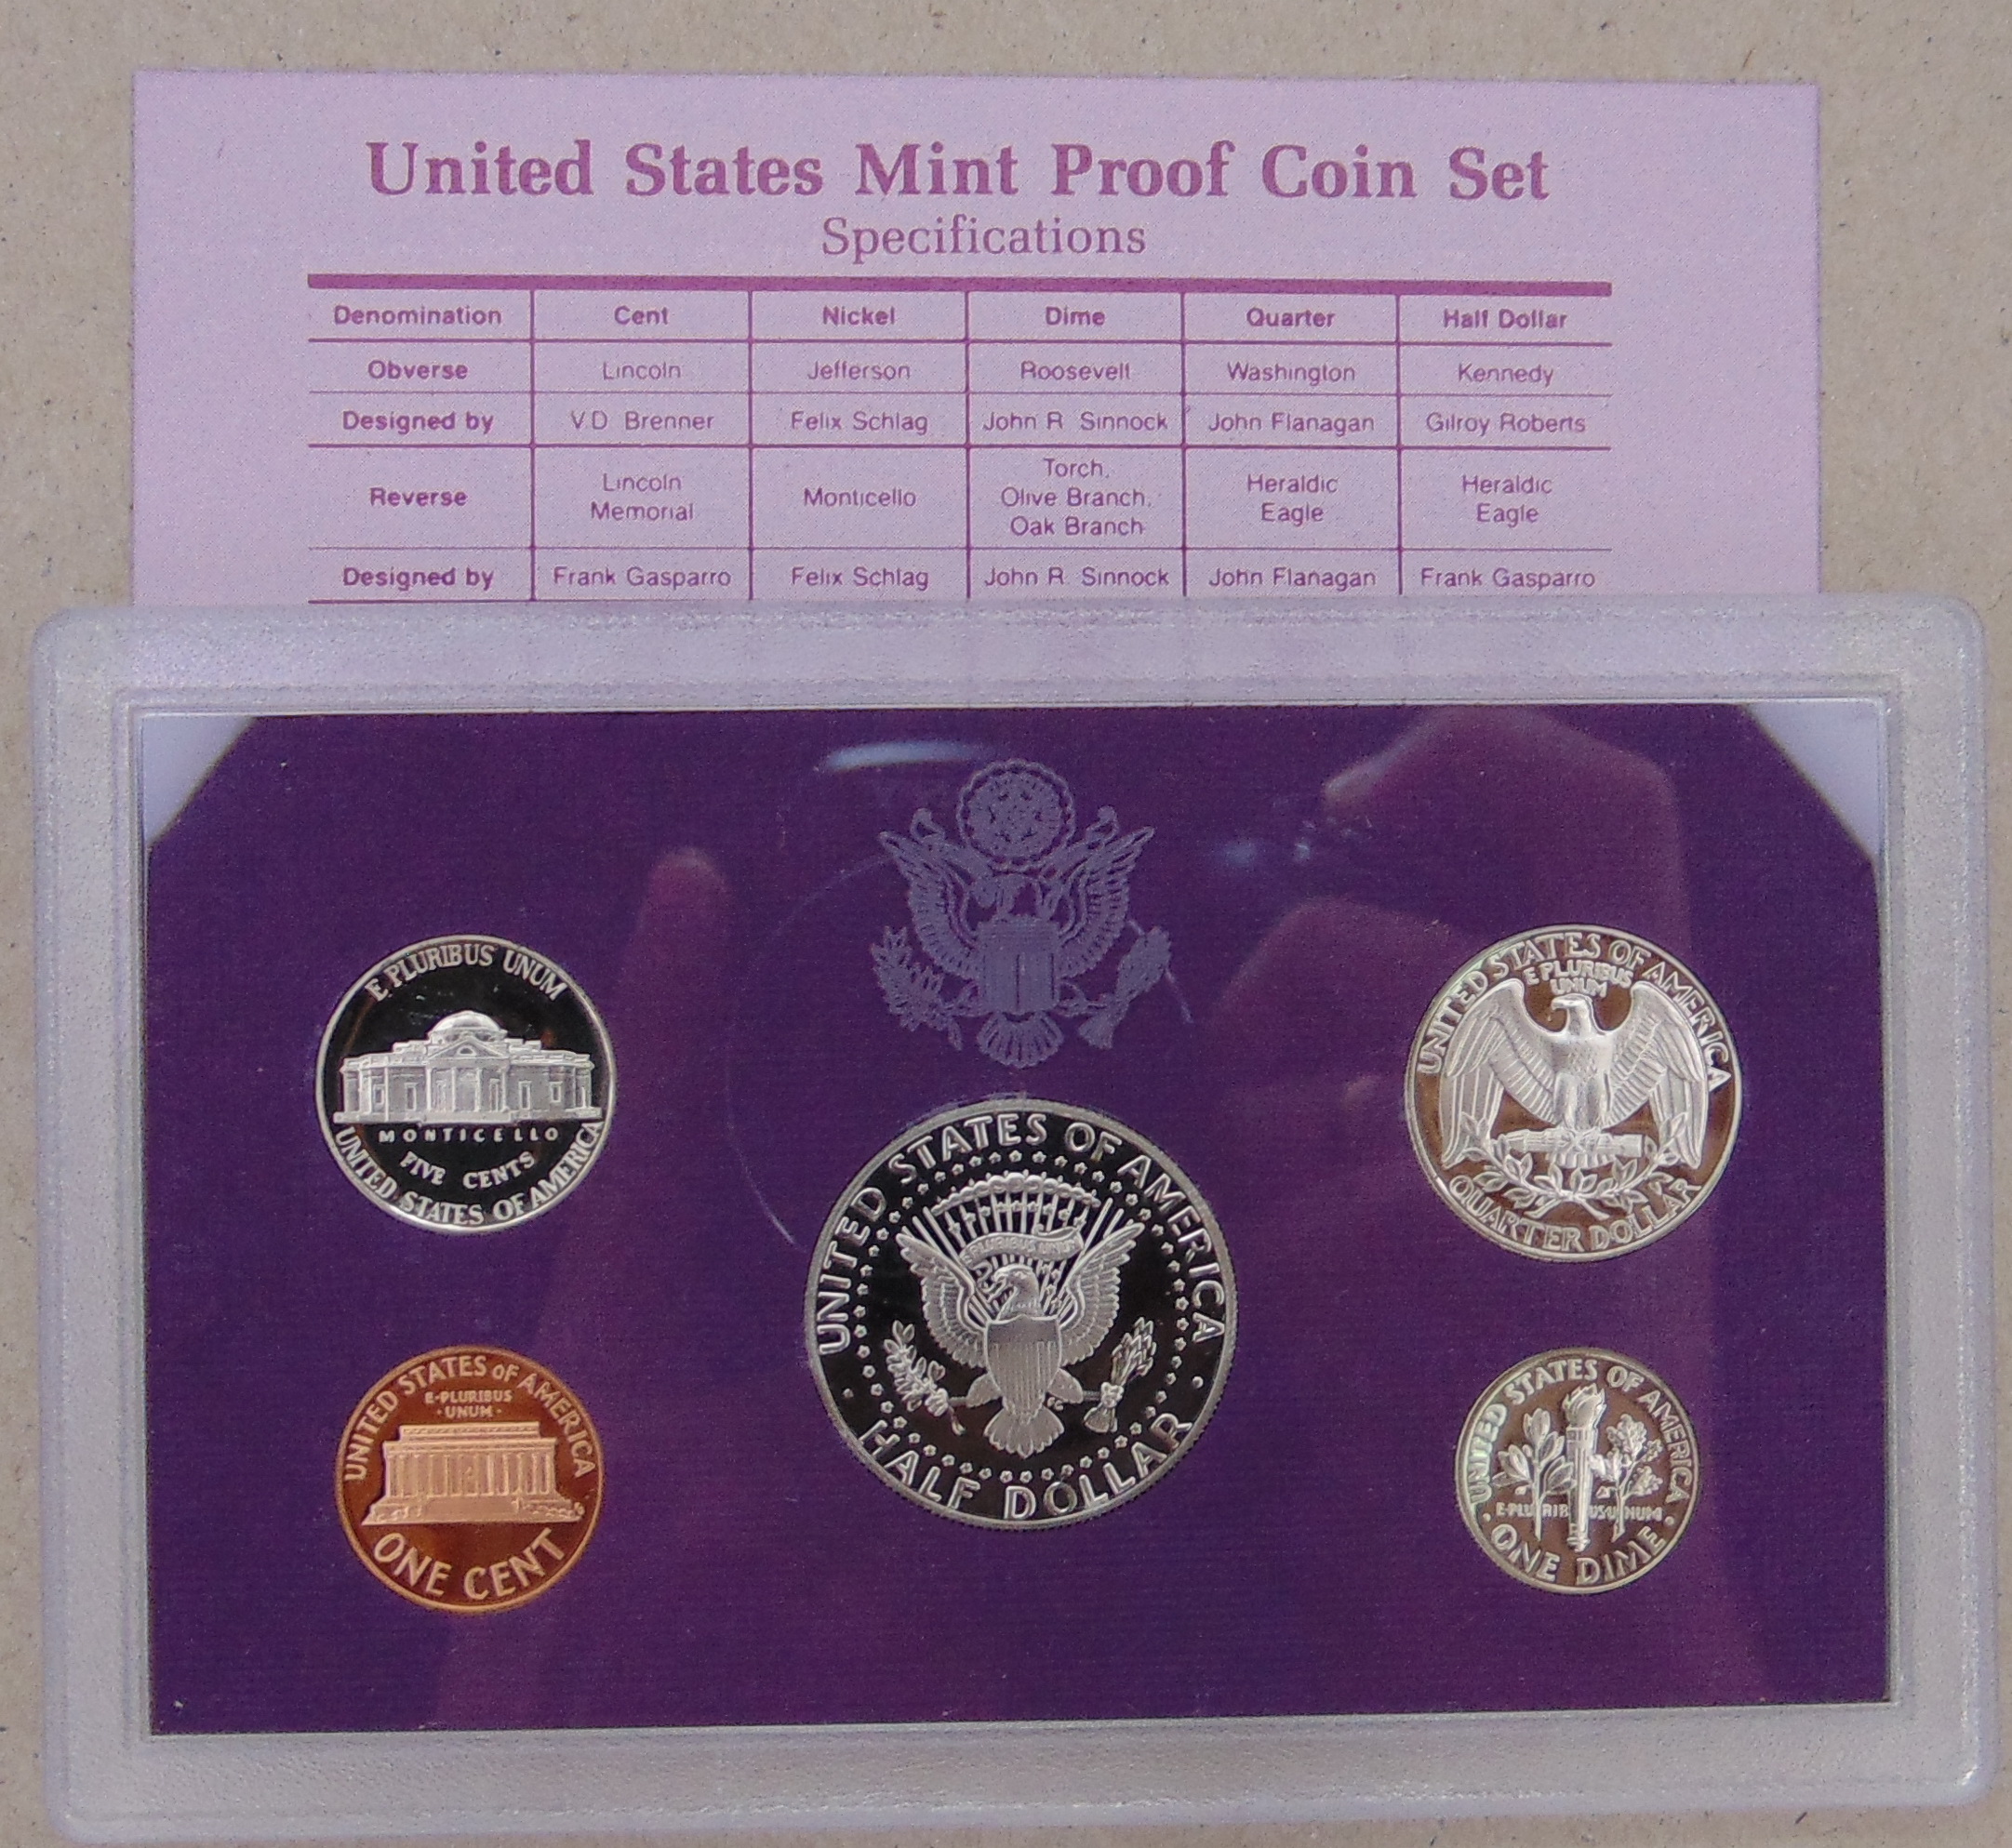 United States Mint Proof Coin Set
Specifications
Denomination Cent Nickel Dime Quarter Half Dollar
Obverse Lincoln Jefferson Roosevelt Washington Kennedy
Designed by V.D. Brenner Felix Schlag John R. Sinnock John Flanagan Gilroy Roberts
Reverse Lincoln Memorial Monticello Torch, Olive Branch, Oak Branch Heraldic Eagle Heraldic Eagle
Designed by Frank Gasparro Felix Schlag John R. Sinnock John Flanagan Frank Gasparro
E PLURIBUS UNUM
MONTICELLO
FIVE CENTS
UNITED STATES OF AMERICA
UNITED STATES OF AMERICA
E PLURIBUS
UNUM
QUARTER DOLLAR
UNITED STATES OF AMERICA
HALF DOLLAR
UNITED STATES OF AMERICA
E·PLURIBUS
·UNUM·
ONE CENT
UNITED STATES OF AMERICA
E·PLURIBUS·UNUM
ONE DIME